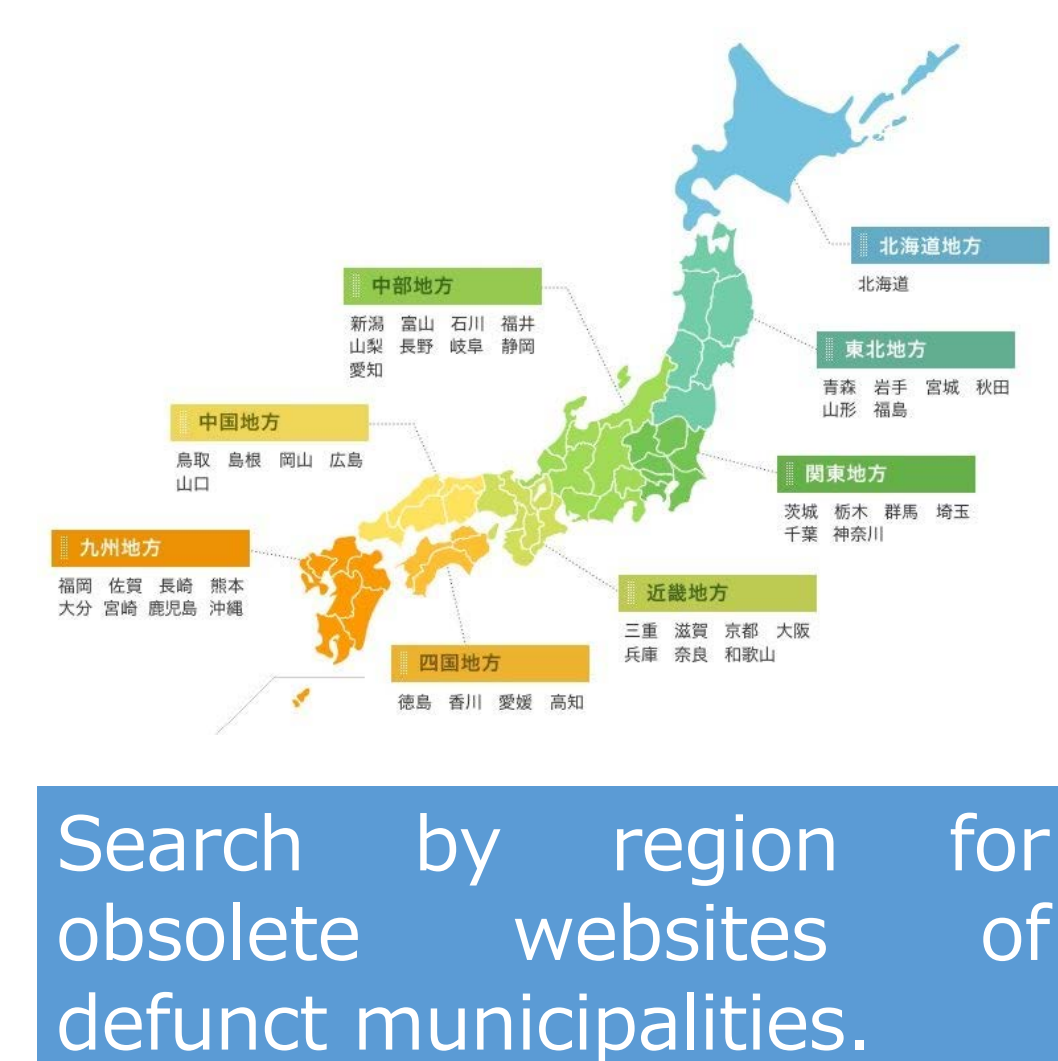 北海道地方
北海道
中部地方
新潟 富山 石川 福井
山梨 長野 岐阜 静岡
愛知
東北地方
青森 岩手 宮城 秋田
山形 福島
中国地方
鳥取 島根 岡山 広島
山口
関東地方
茨城 栃木 群馬 埼玉
千葉 神奈川
九州地方
福岡 佐賀 長崎 熊本
大分 宮崎 鹿児島 沖縄
近畿地方
三重 滋賀 京都 大阪
兵庫 奈良 和歌山
四国地方
徳島 香川 愛媛 高知
Search by region for
obsolete websites of
defunct municipalities.